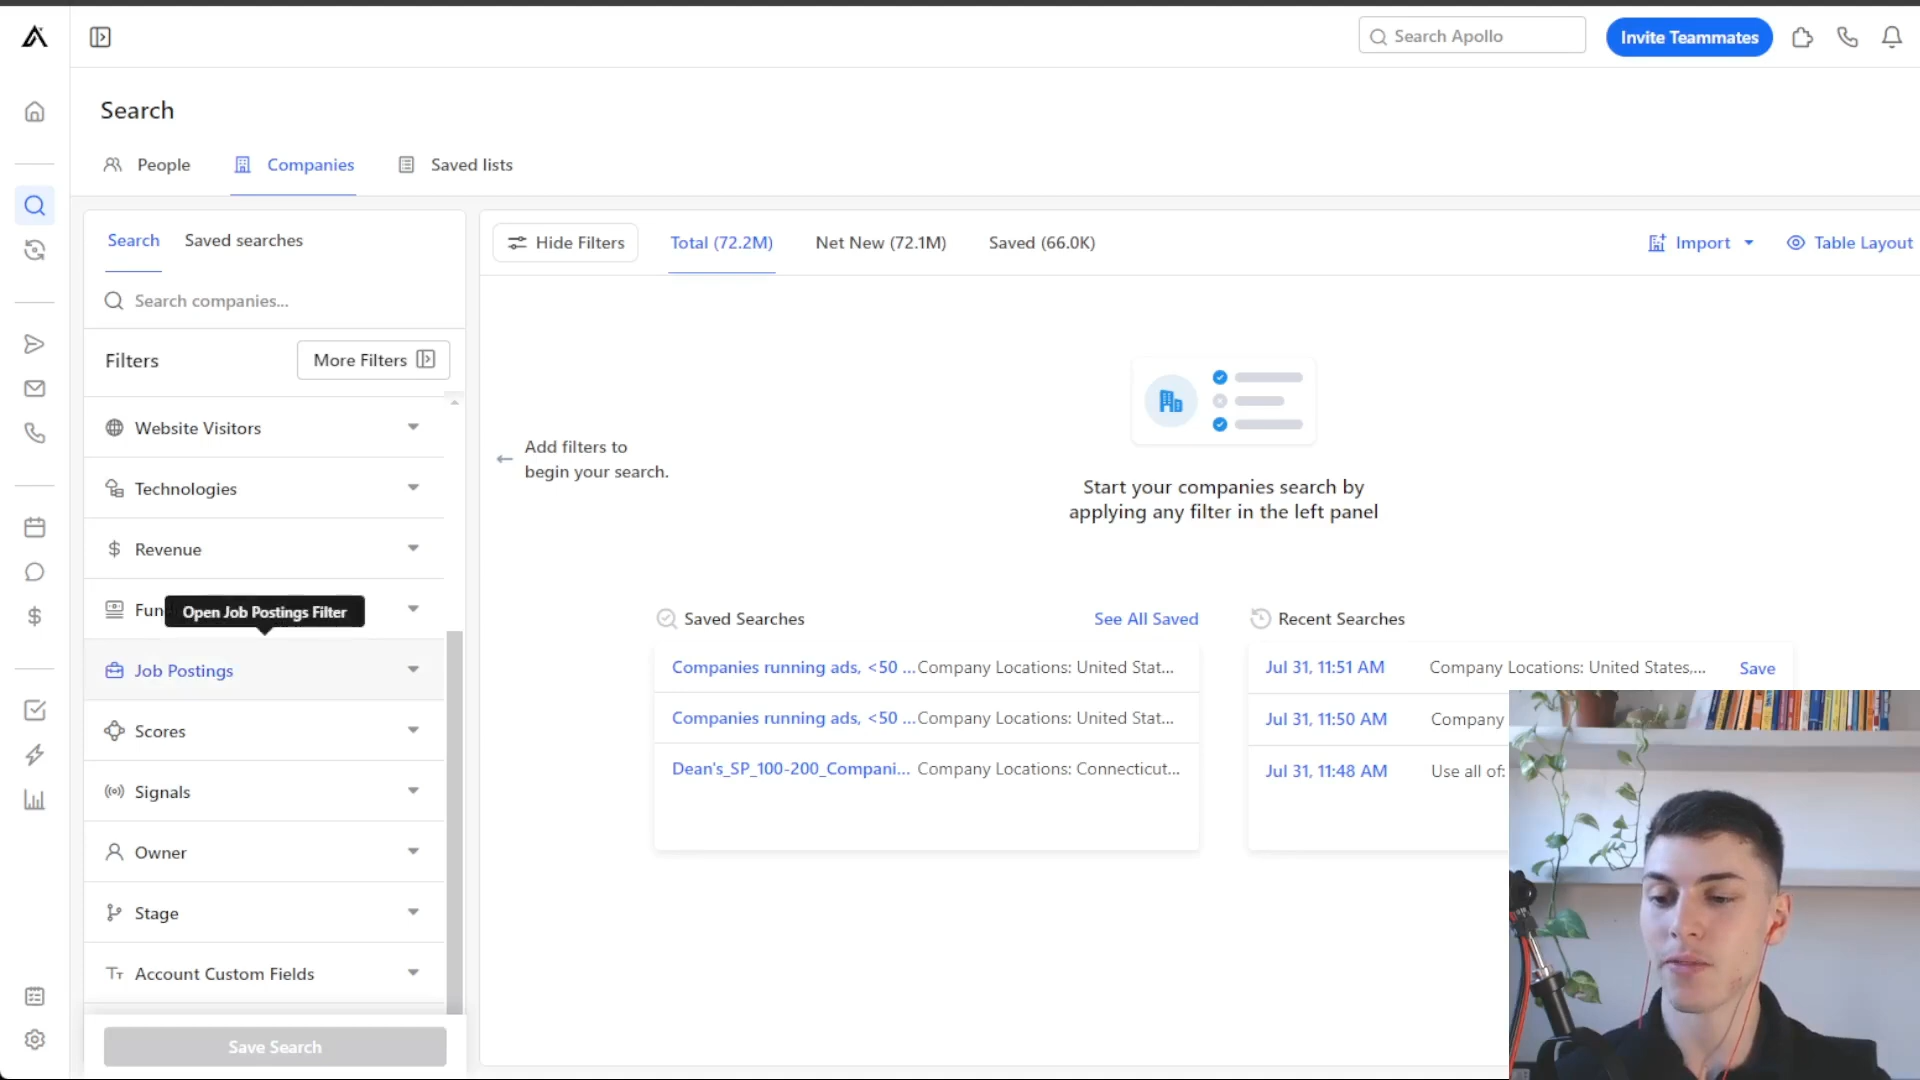 Search Apollo
Invite Teammates
Search
People
Companies
Saved lists
Search
Saved searches
Search companies...
Filters
More Filters
Website Visitors
Technologies
Revenue
Fun
Open Job Postings Filter
Job Postings
Scores
Signals
Owner
Stage
Account Custom Fields
Save Search
Hide Filters
Total (72.2M)
Net New (72.1M)
Saved (66.0K)
Import
Table Layout
Add filters to
begin your search.
Start your companies search by
applying any filter in the left panel
Saved Searches
See All Saved
Companies running ads, <50 ... Company Locations: United Stat...
Companies running ads, <50 ... Company Locations: United Stat...
Dean's_SP_100-200_Compani... Company Locations: Connecticut...
Recent Searches
Jul 31, 11:51 AM Company Locations: United States,... Save
Jul 31, 11:50 AM Company
Jul 31, 11:48 AM Use all of: